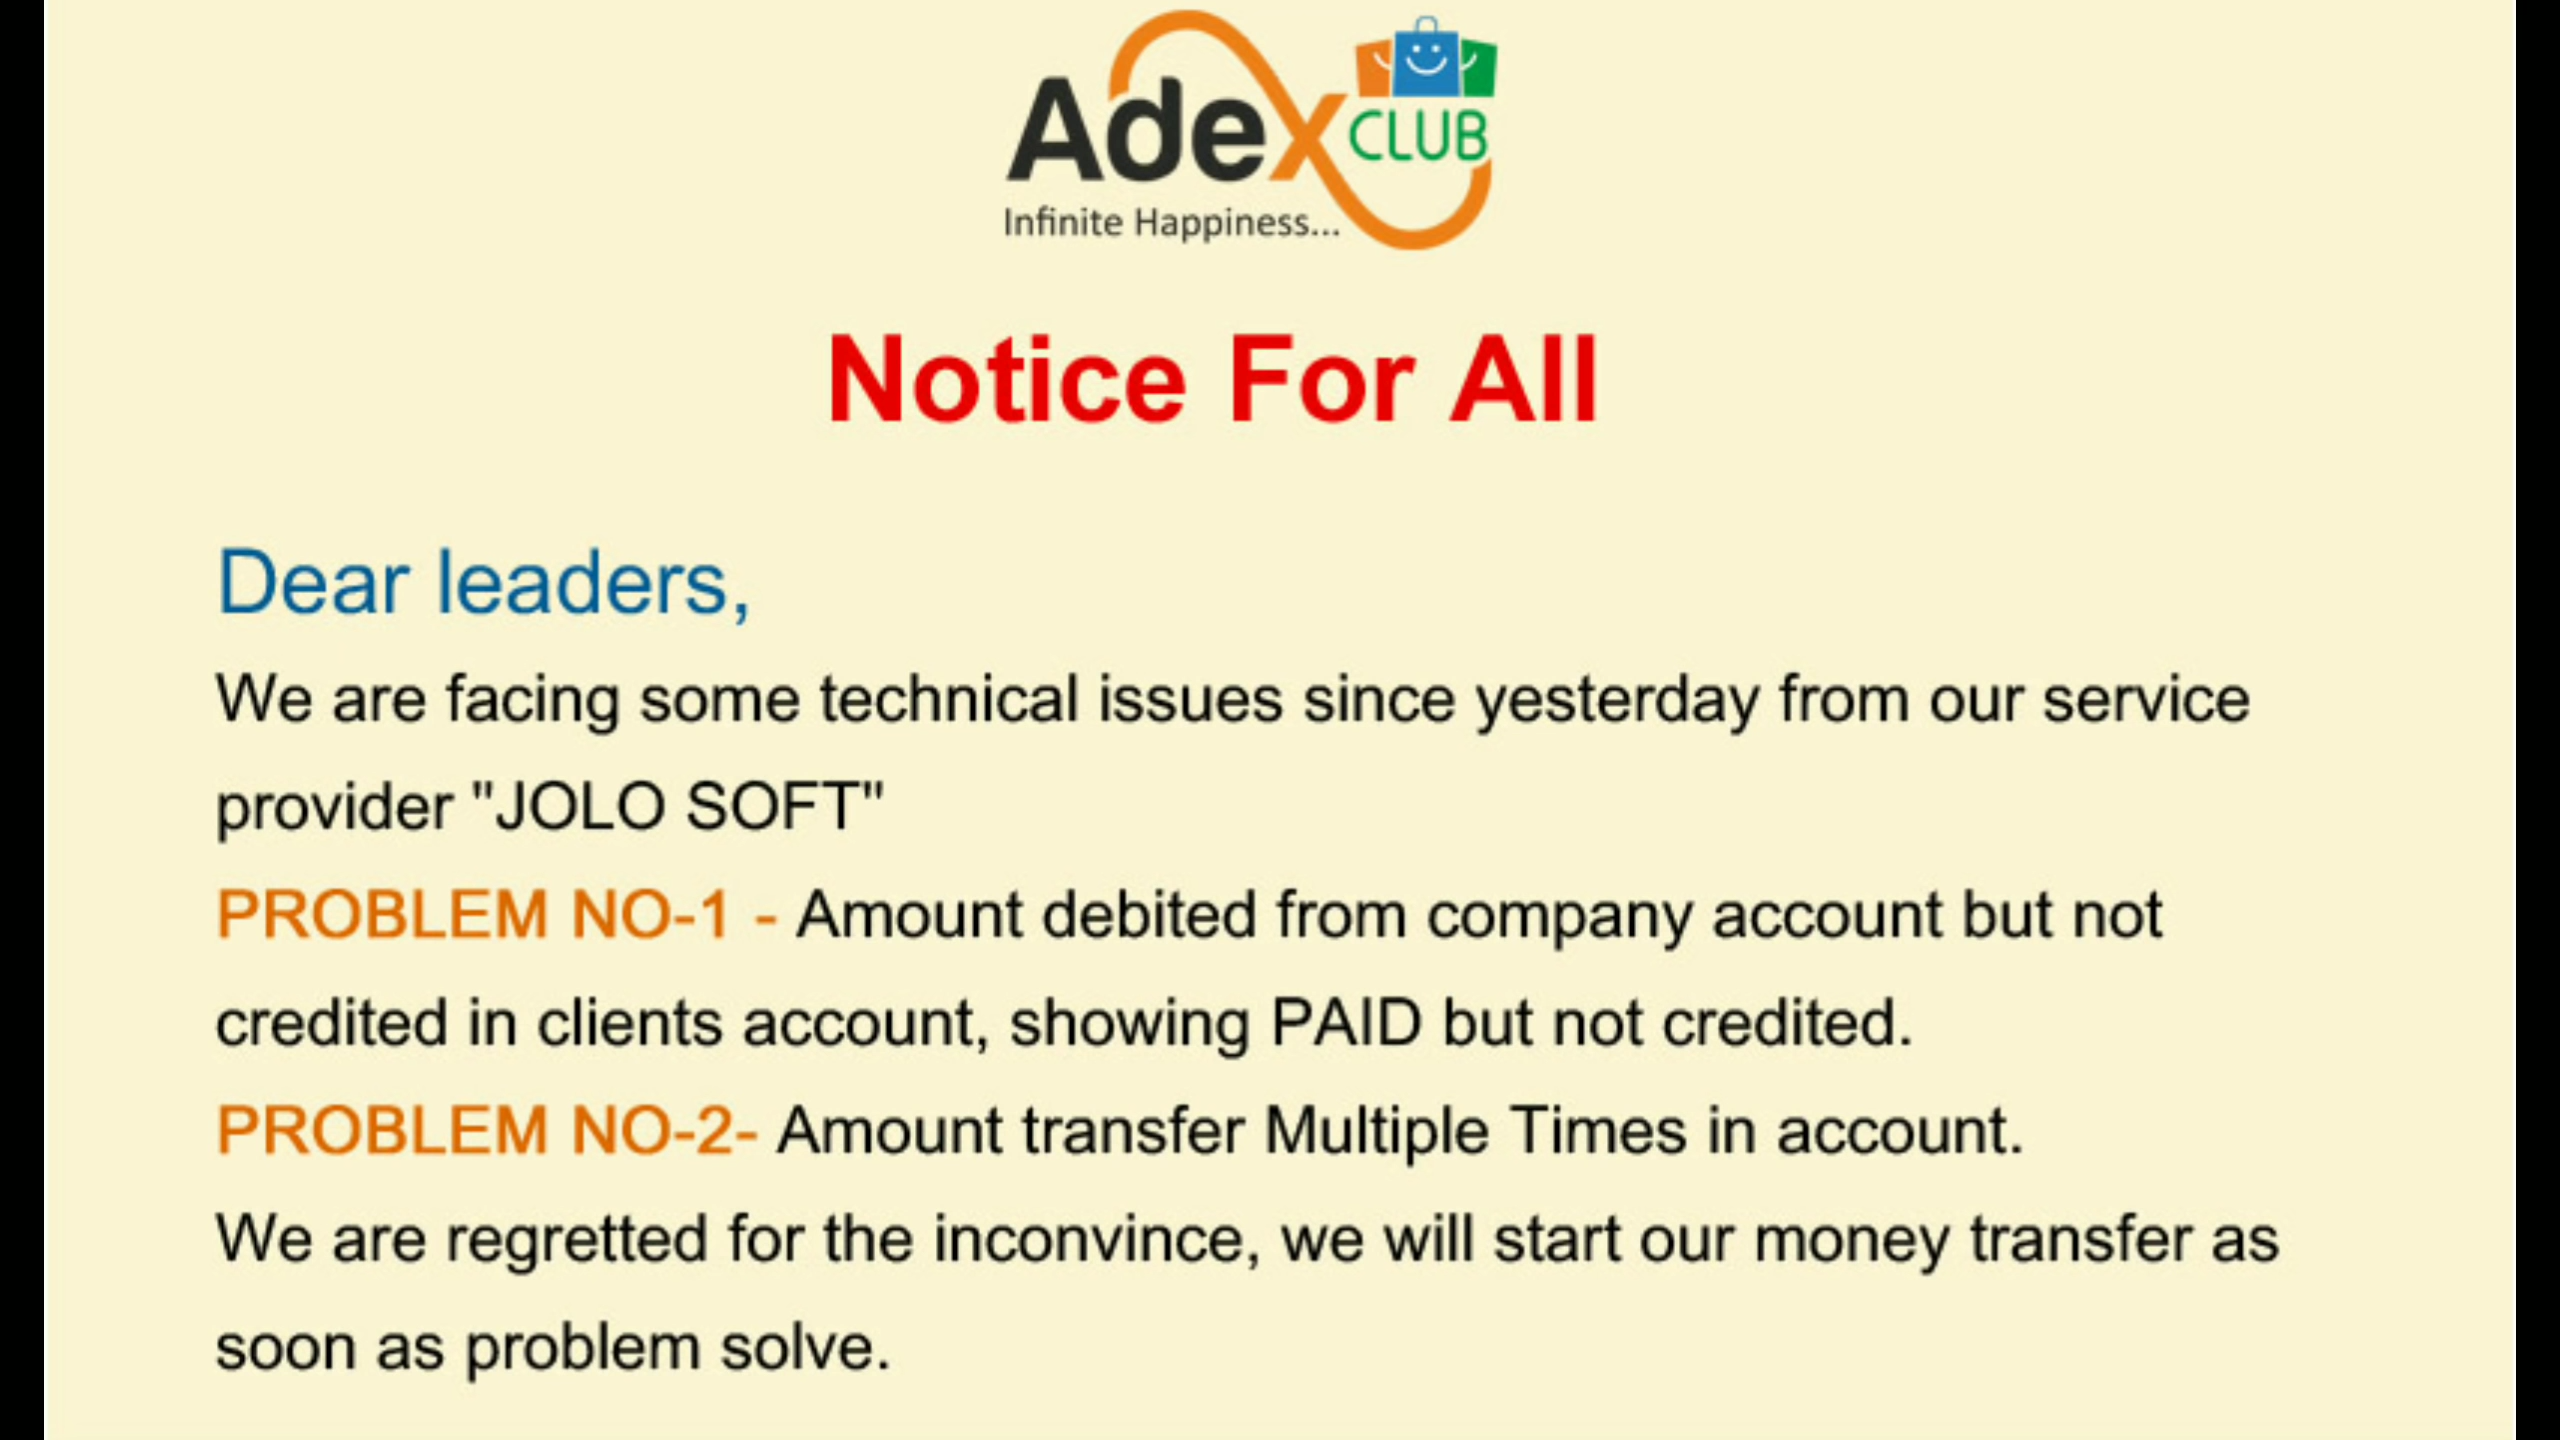 Adex CLUB
Infinite Happiness...
Notice For All
Dear leaders,
We are facing some technical issues since yesterday from our service
provider "JOLO SOFT"
PROBLEM NO-1 - Amount debited from company account but not
credited in clients account, showing PAID but not credited.
PROBLEM NO-2- Amount transfer Multiple Times in account.
We are regretted for the inconvince, we will start our money transfer as
soon as problem solve.